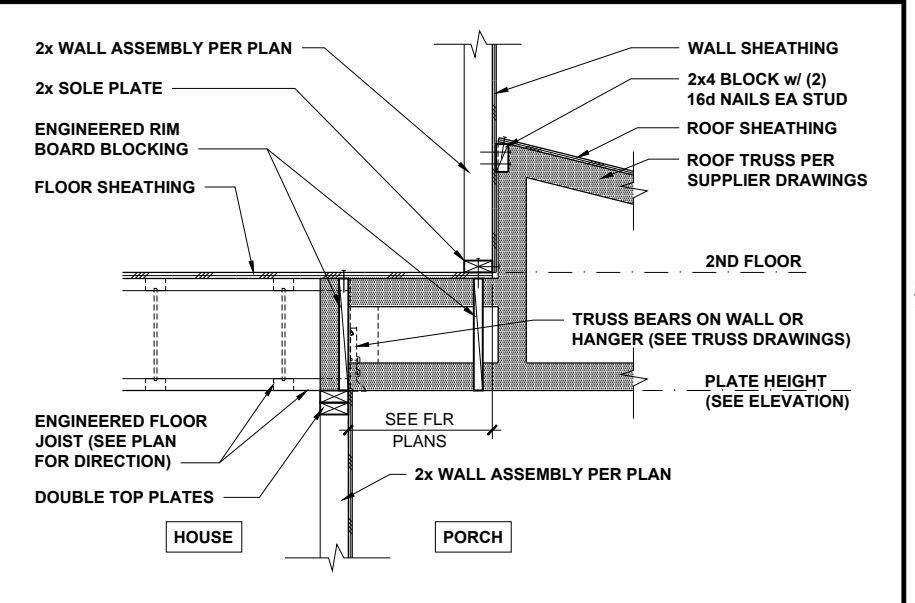 2x WALL ASSEMBLY PER PLAN
2x SOLE PLATE
ENGINEERED RIM
BOARD BLOCKING
FLOOR SHEATHING
WALL SHEATHING
2x4 BLOCK w/ (2)
16d NAILS EA STUD
ROOF SHEATHING
ROOF TRUSS PER
SUPPLIER DRAWINGS
2ND FLOOR
TRUSS BEARS ON WALL OR
HANGER (SEE TRUSS DRAWINGS)
PLATE HEIGHT
(SEE ELEVATION)
SEE FLR
PLANS
ENGINEERED FLOOR
JOIST (SEE PLAN
FOR DIRECTION)
DOUBLE TOP PLATES
2x WALL ASSEMBLY PER PLAN
HOUSE
PORCH